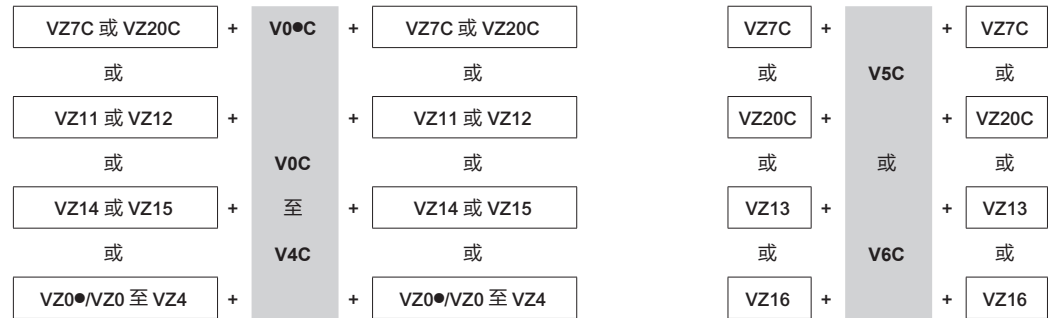 VZ7C 或 VZ20C + V0●C + VZ7C 或 VZ20C VZ7C + + VZ7C
或 或 或 V5C 或
VZ11 或 VZ12 + + VZ11 或 VZ12 VZ20C + + VZ20C
或 V0C 或 或 或 或
VZ14 或 VZ15 + 至 + VZ14 或 VZ15 VZ13 + + VZ13
或 V4C 或 或 V6C 或
VZ0●/VZ0 至 VZ4 + + VZ0●/VZ0 至 VZ4 VZ16 + + VZ16